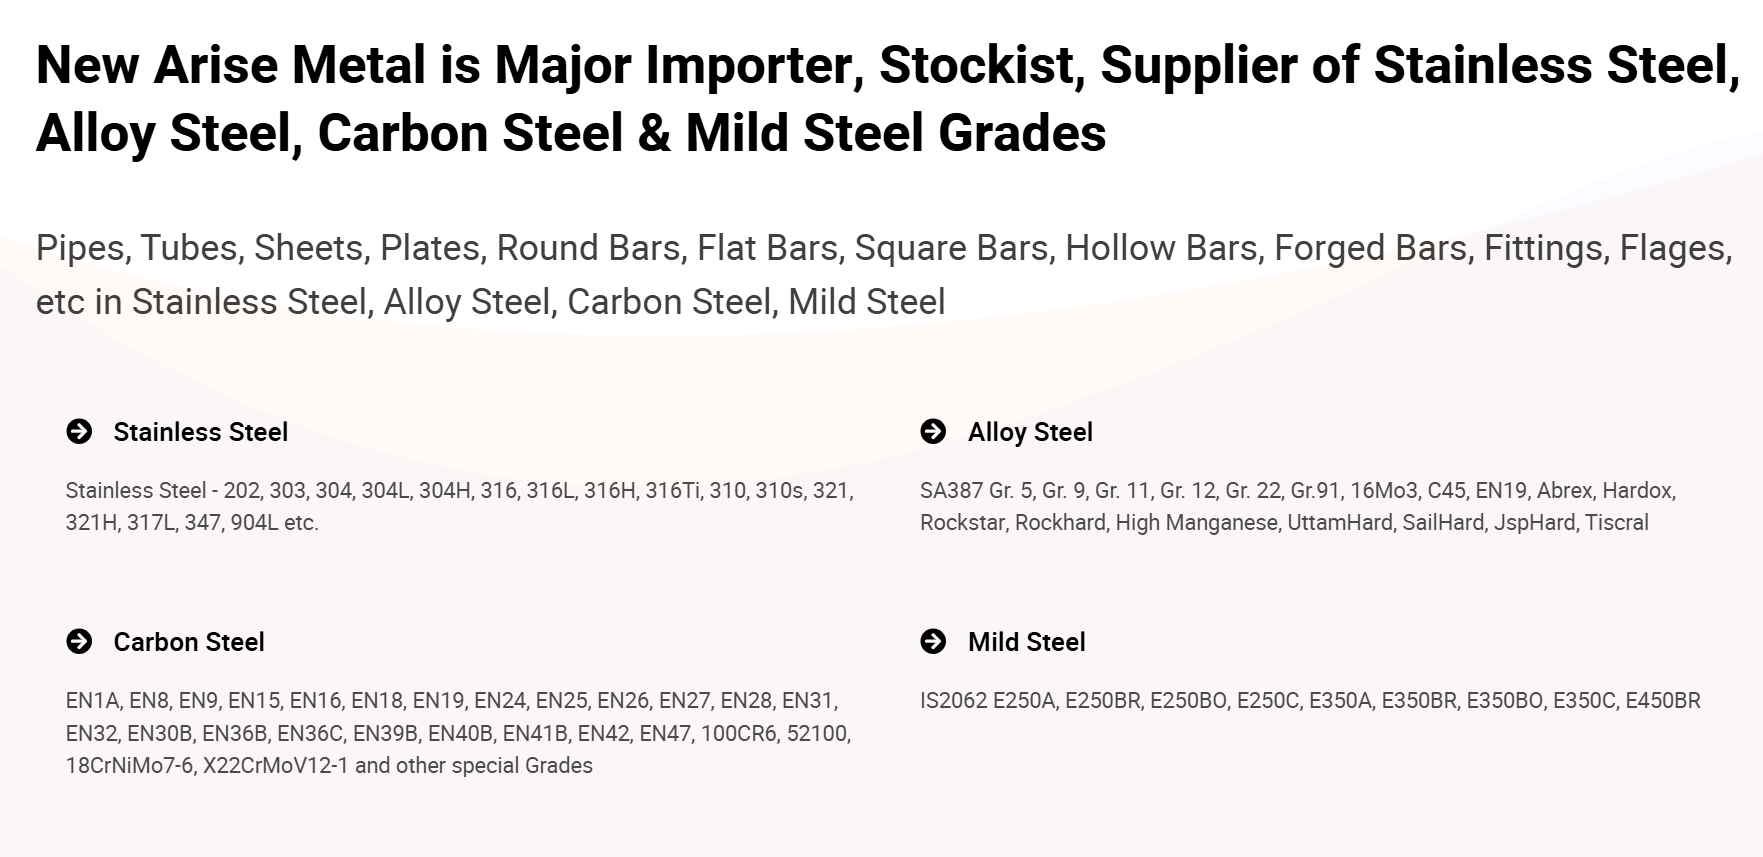 New Arise Metal is Major Importer, Stockist, Supplier of Stainless Steel,
Alloy Steel, Carbon Steel & Mild Steel Grades
Pipes, Tubes, Sheets, Plates, Round Bars, Flat Bars, Square Bars, Hollow Bars, Forged Bars, Fittings, Flages,
etc in Stainless Steel, Alloy Steel, Carbon Steel, Mild Steel
Stainless Steel
Stainless Steel - 202, 303, 304, 304L, 304H, 316, 316L, 316H, 316Ti, 310, 310s, 321,
321H, 317L, 347, 904L etc.
Alloy Steel
SA387 Gr. 5, Gr. 9, Gr. 11, Gr. 12, Gr. 22, Gr.91, 16Mo3, C45, EN19, Abrex, Hardox,
Rockstar, Rockhard, High Manganese, UttamHard, SailHard, JspHard, Tiscral
Carbon Steel
EN1A, EN8, EN9, EN15, EN16, EN18, EN19, EN24, EN25, EN26, EN27, EN28, EN31,
EN32, EN30B, EN36B, EN36C, EN39B, EN40B, EN41B, EN42, EN47, 100CR6, 52100,
18CrNiMo7-6, X22CrMoV12-1 and other special Grades
Mild Steel
IS2062 E250A, E250BR, E250BO, E250C, E350A, E350BR, E350BO, E350C, E450BR